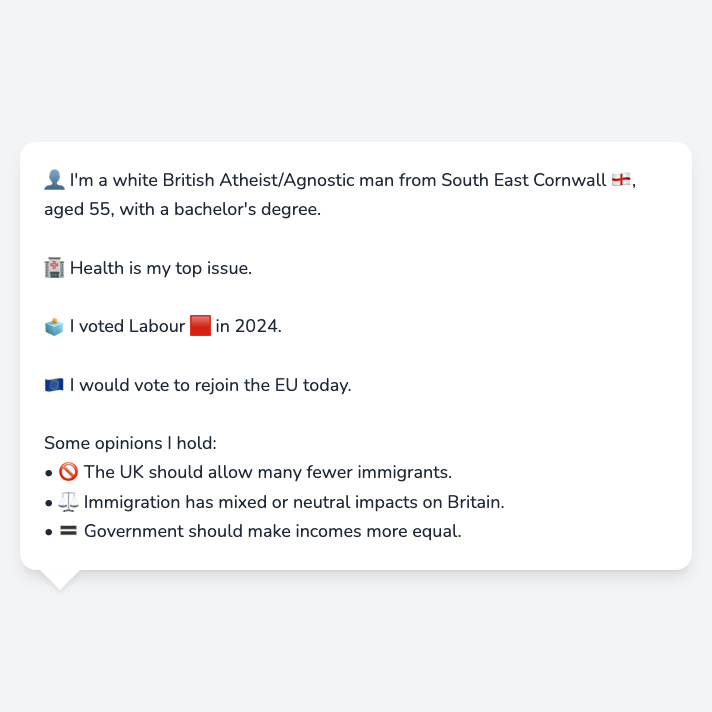 👤 I'm a white British Atheist/Agnostic man from South East Cornwall 🏴󠁧󠁢󠁥󠁮󠁧󠁿,
aged 55, with a bachelor's degree.
🏥 Health is my top issue.
🗳️ I voted Labour 🟥 in 2024.
🇪🇺 I would vote to rejoin the EU today.
Some opinions I hold:
• 🚫 The UK should allow many fewer immigrants.
• ⚖️ Immigration has mixed or neutral impacts on Britain.
• 🟰 Government should make incomes more equal.